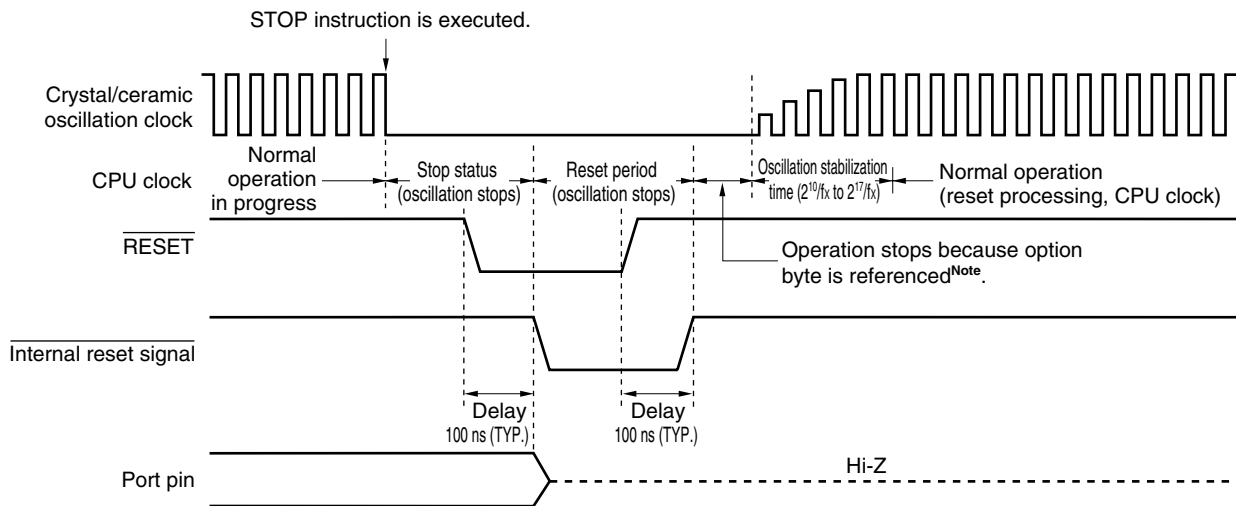 STOP instruction is executed.
Crystal/ceramic
oscillation clock
CPU clock
Normal
operation
in progress
Stop status
(oscillation stops)
Reset period
(oscillation stops)
Oscillation stabilization
time (2^10/fx to 2^17/fx)
Normal operation
(reset processing, CPU clock)
RESET
Operation stops because option
byte is referenced^Note.
Internal reset signal
Delay
100 ns (TYP.)
Delay
100 ns (TYP.)
Port pin
Hi-Z